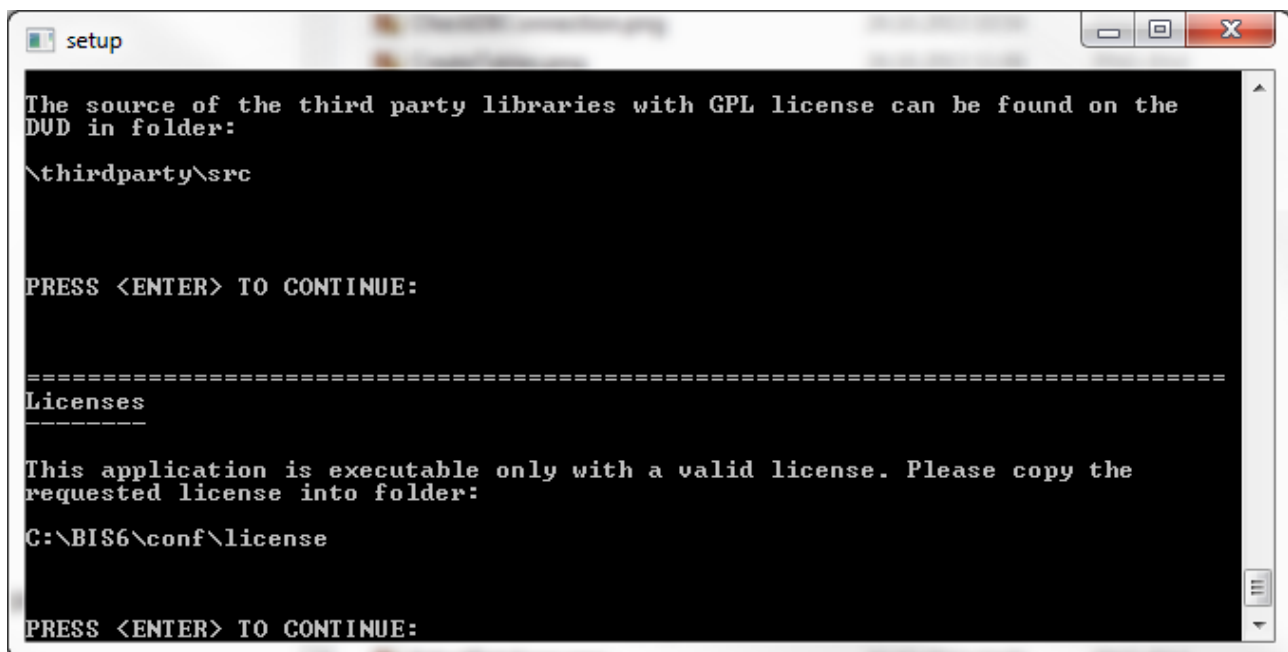 setup
The source of the third party libraries with GPL license can be found on the
DVD in folder:
\thirdparty\src
PRESS <ENTER> TO CONTINUE:
===============================================================================
Licenses
--------
This application is executable only with a valid license. Please copy the
requested license into folder:
C:\BIS6\conf\license
PRESS <ENTER> TO CONTINUE: